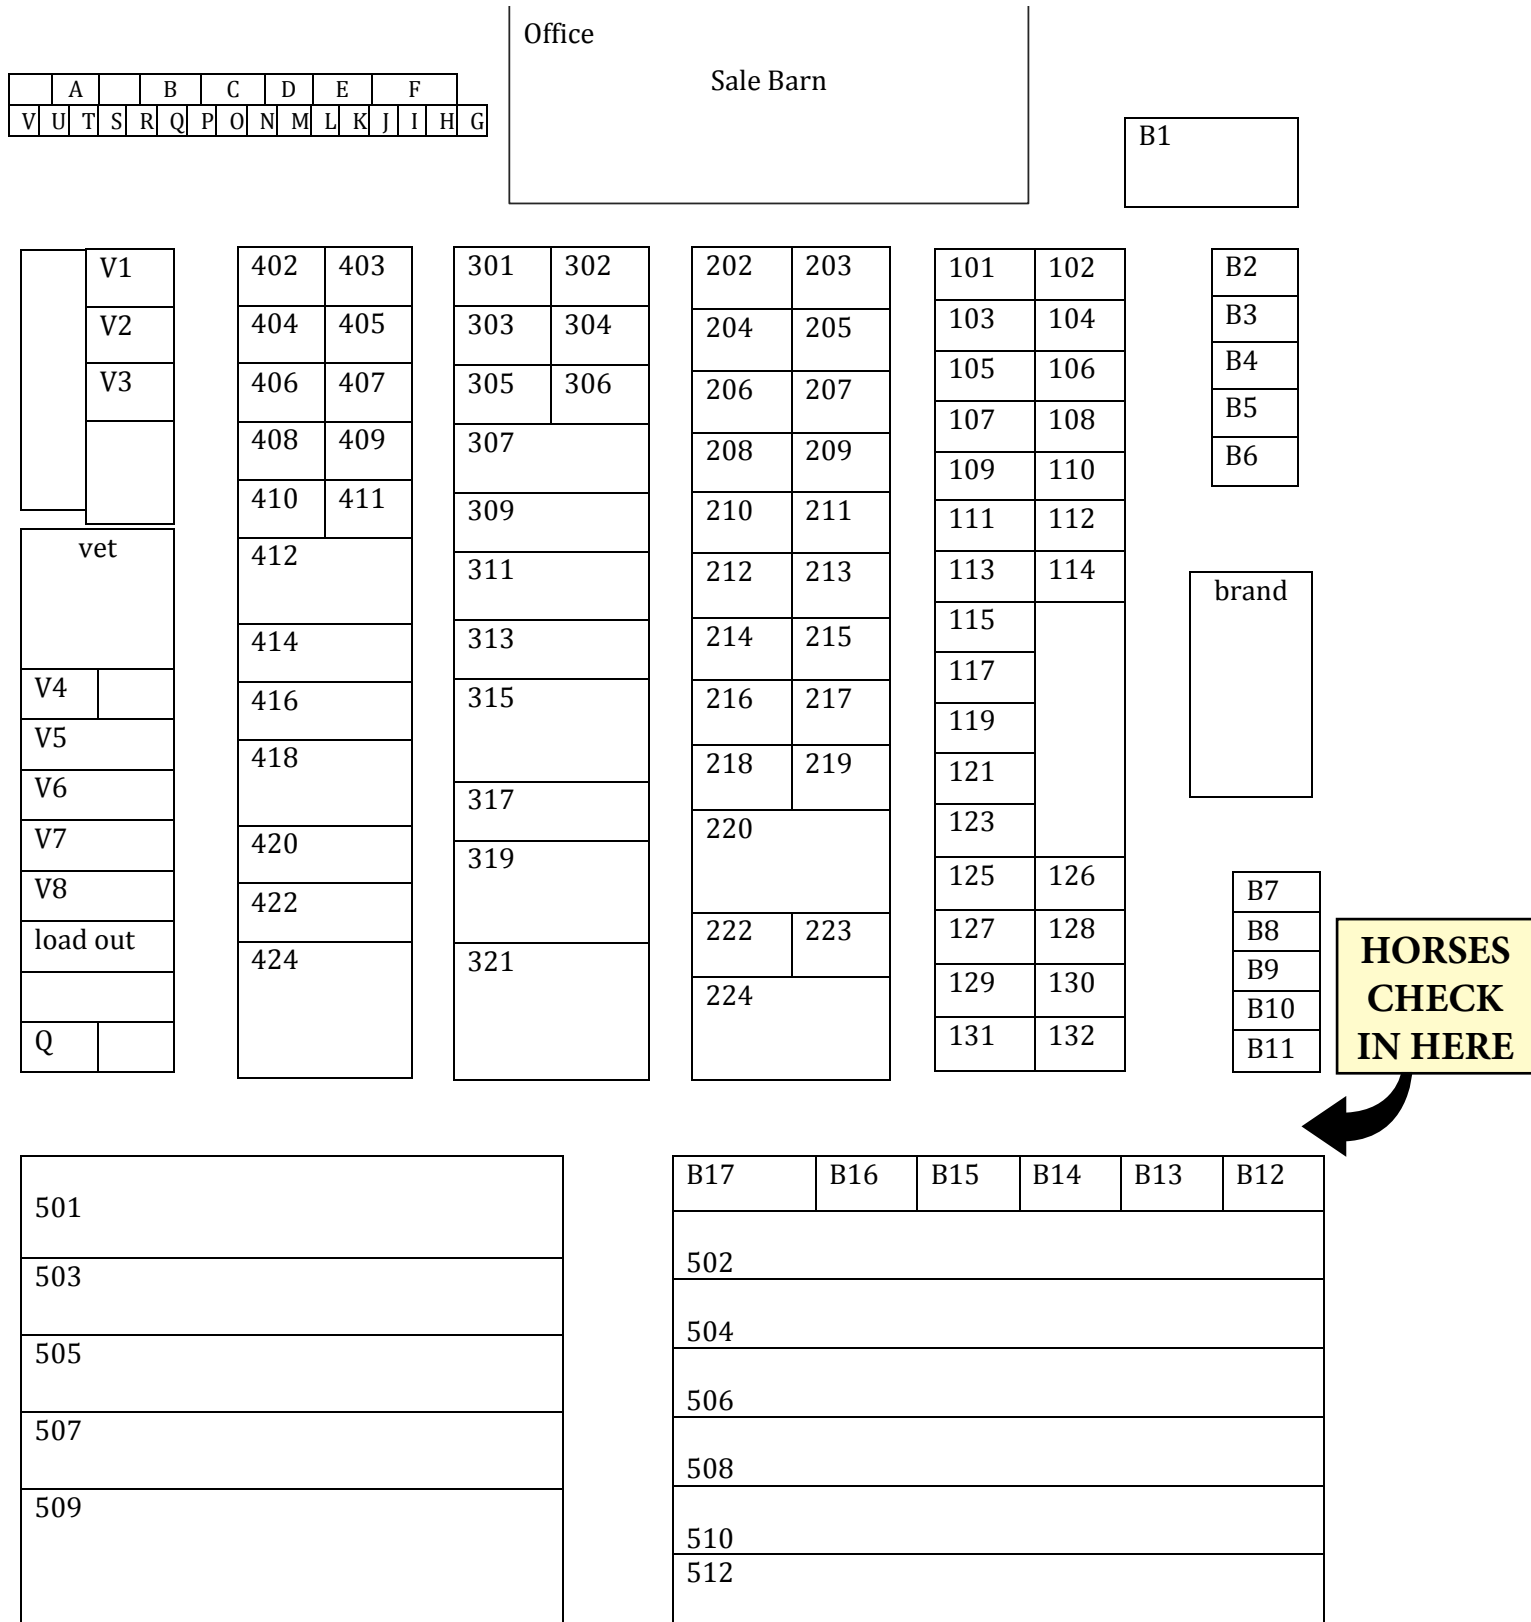 Office
Sale Barn
A B C D E F
V U T S R Q P O N M L K J I H G
B1
V1
V2
V3
vet
V4
V5
V6
V7
V8
load out
Q
402 403
404 405
406 407
408 409
410 411
412
414
416
418
420
422
424
301 302
303 304
305 306
307
309
311
313
315
317
319
321
202 203
204 205
206 207
208 209
210 211
212 213
214 215
216 217
218 219
220
222 223
224
101 102
103 104
105 106
107 108
109 110
111 112
113 114
115
117
119
121
123
125 126
127 128
129 130
131 132
B2
B3
B4
B5
B6
brand
B7
B8
B9
B10
B11
HORSES
CHECK
IN HERE
501
503
505
507
509
B17 B16 B15 B14 B13 B12
502
504
506
508
510
512